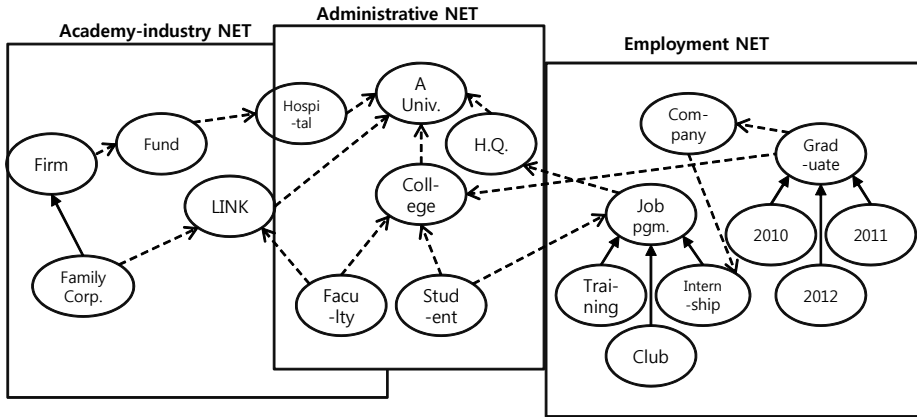 Administrative NET
Academy-industry NET
Employment NET
A
Univ.
Hospi
-tal
Com-
pany
Fund
H.Q.
Grad
-uate
Firm
Coll-
ege
LINK
Job
pgm.
2010
2011
Family
Corp.
Facu
-lty
Stud
-ent
Trai-
ning
Intern
-ship
2012
Club